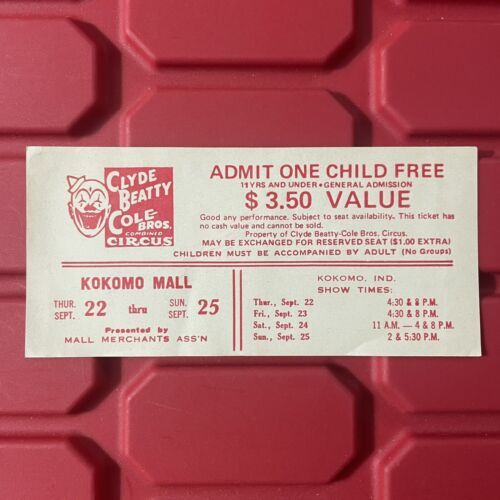 CLYDE
BEATTY
COLE
BROS.
COMBINED
CIRCUS
ADMIT ONE CHILD FREE
11 YRS AND UNDER • GENERAL ADMISSION
$ 3.50 VALUE
Good any performance. Subject to seat availability. This ticket has
no cash value and cannot be sold.
Property of Clyde Beatty-Cole Bros. Circus.
MAY BE EXCHANGED FOR RESERVED SEAT ($1.00 EXTRA)
CHILDREN MUST BE ACCOMPANIED BY ADULT (No Groups)
KOKOMO MALL
THUR. SEPT. 22 thru SUN. SEPT. 25
Presented by
MALL MERCHANTS ASS'N
KOKOMO, IND.
SHOW TIMES:
Thur., Sept. 22 4:30 & 8 P.M.
Fri., Sept. 23 4:30 & 8 P.M.
Sat., Sept. 24 11 A.M. — 4 & 8 P.M.
Sun., Sept. 25 2 & 5:30 P.M.